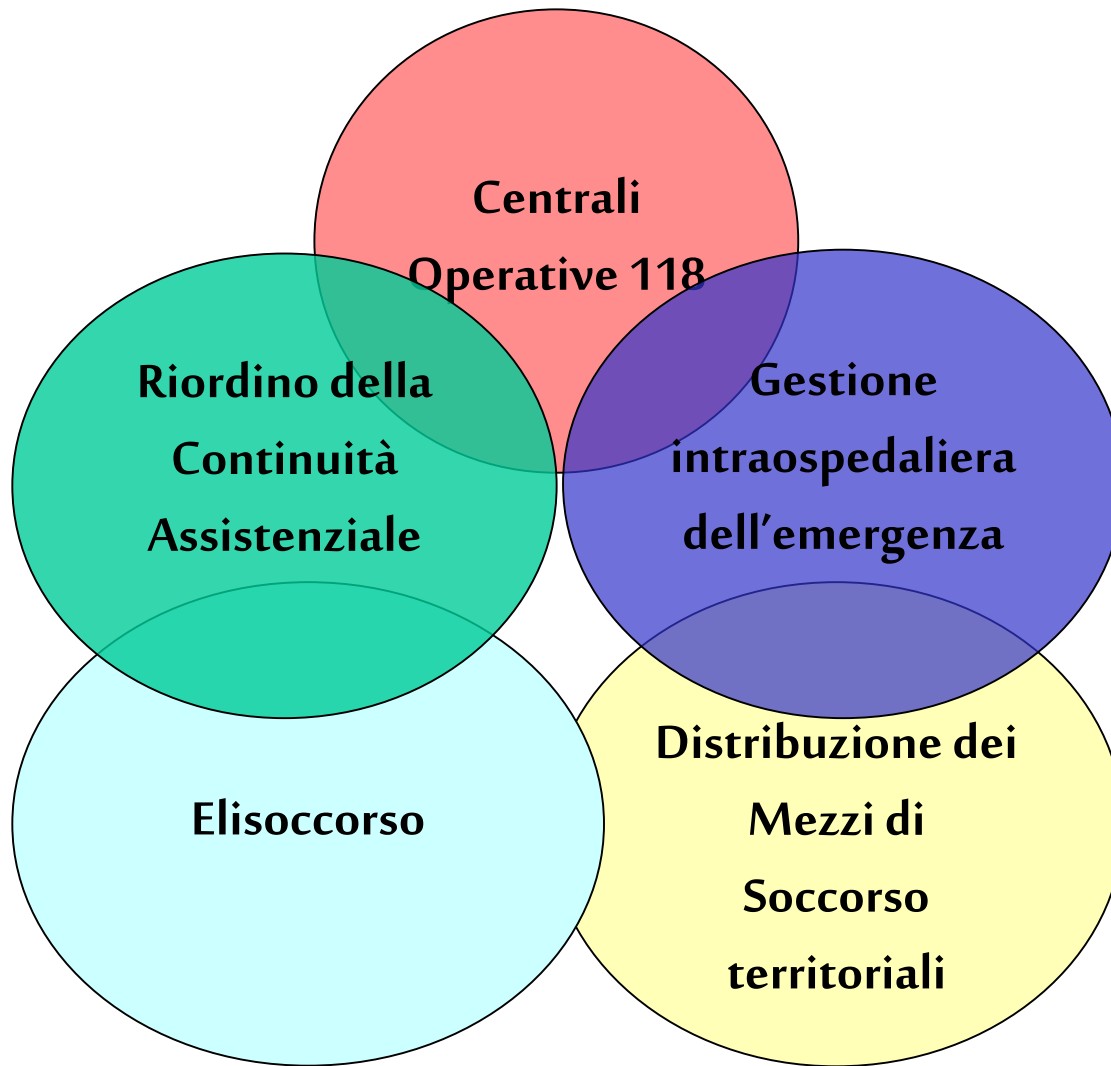 Centrali
Operative 118
Riordino della
Continuità
Assistenziale
Gestione
intraospedaliera
dell’emergenza
Elisoccorso
Distribuzione dei
Mezzi di
Soccorso
territoriali